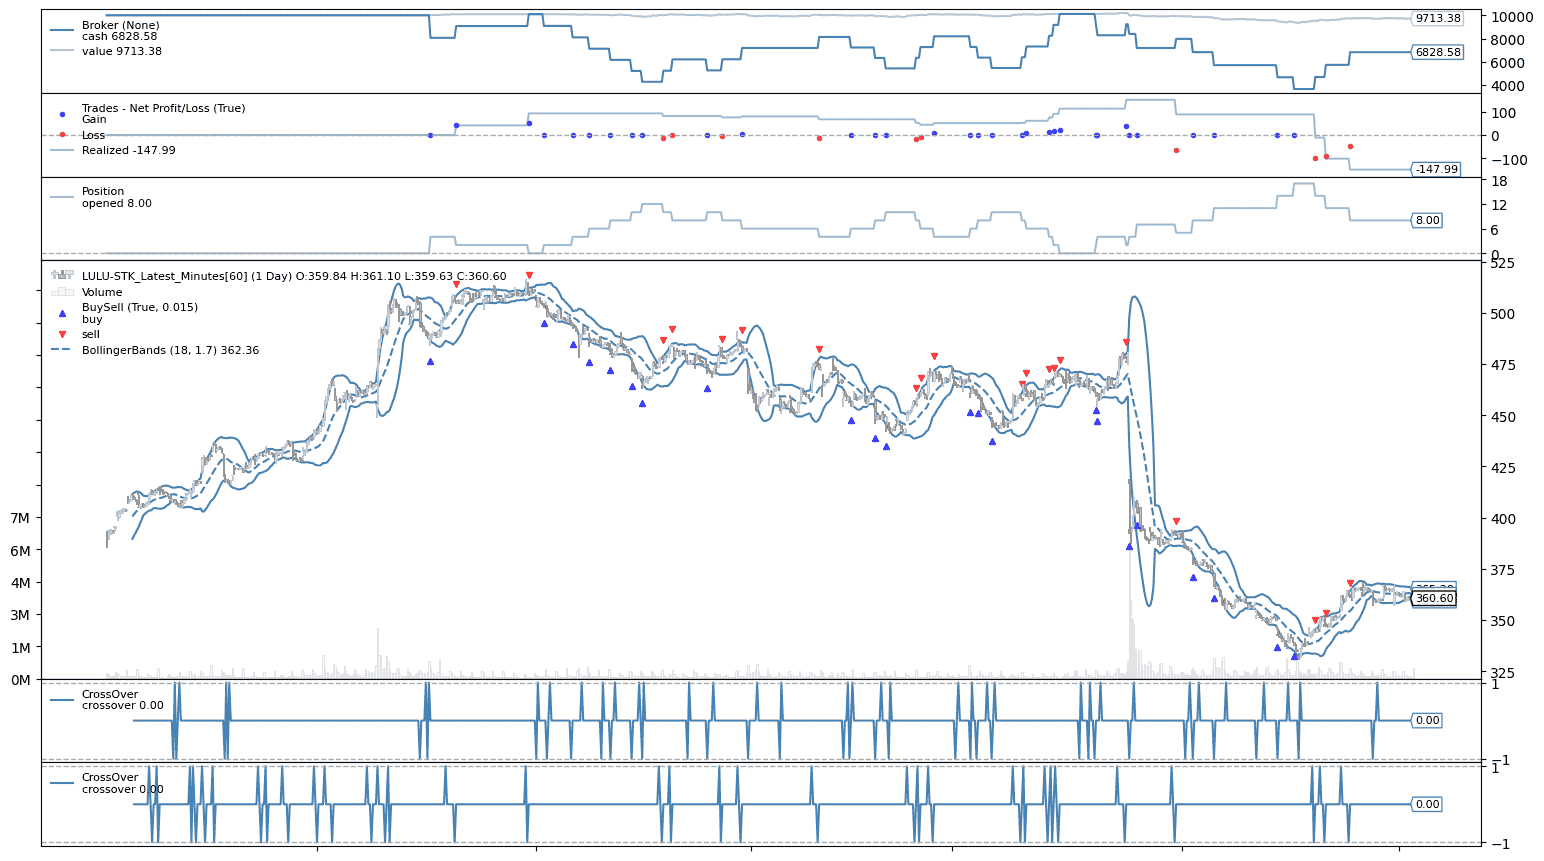 Broker (None)
cash 6828.58
value 9713.38
10000
8000
6000
4000
9713.38
6828.58
Trades - Net Profit/Loss (True)
Gain
Loss
Realized -147.99
100
0
−100
-147.99
Position
opened 8.00
18
12
6
0
8.00
LULU-STK_Latest_Minutes[60] (1 Day) O:359.84 H:361.10 L:359.63 C:360.60
Volume
BuySell (True, 0.015)
buy
sell
BollingerBands (18, 1.7) 362.36
525
500
475
450
425
400
375
350
325
360.60
7M
6M
4M
3M
1M
0M
CrossOver
crossover 0.00
1
0.00
−1
CrossOver
crossover 0.00
1
0.00
−1